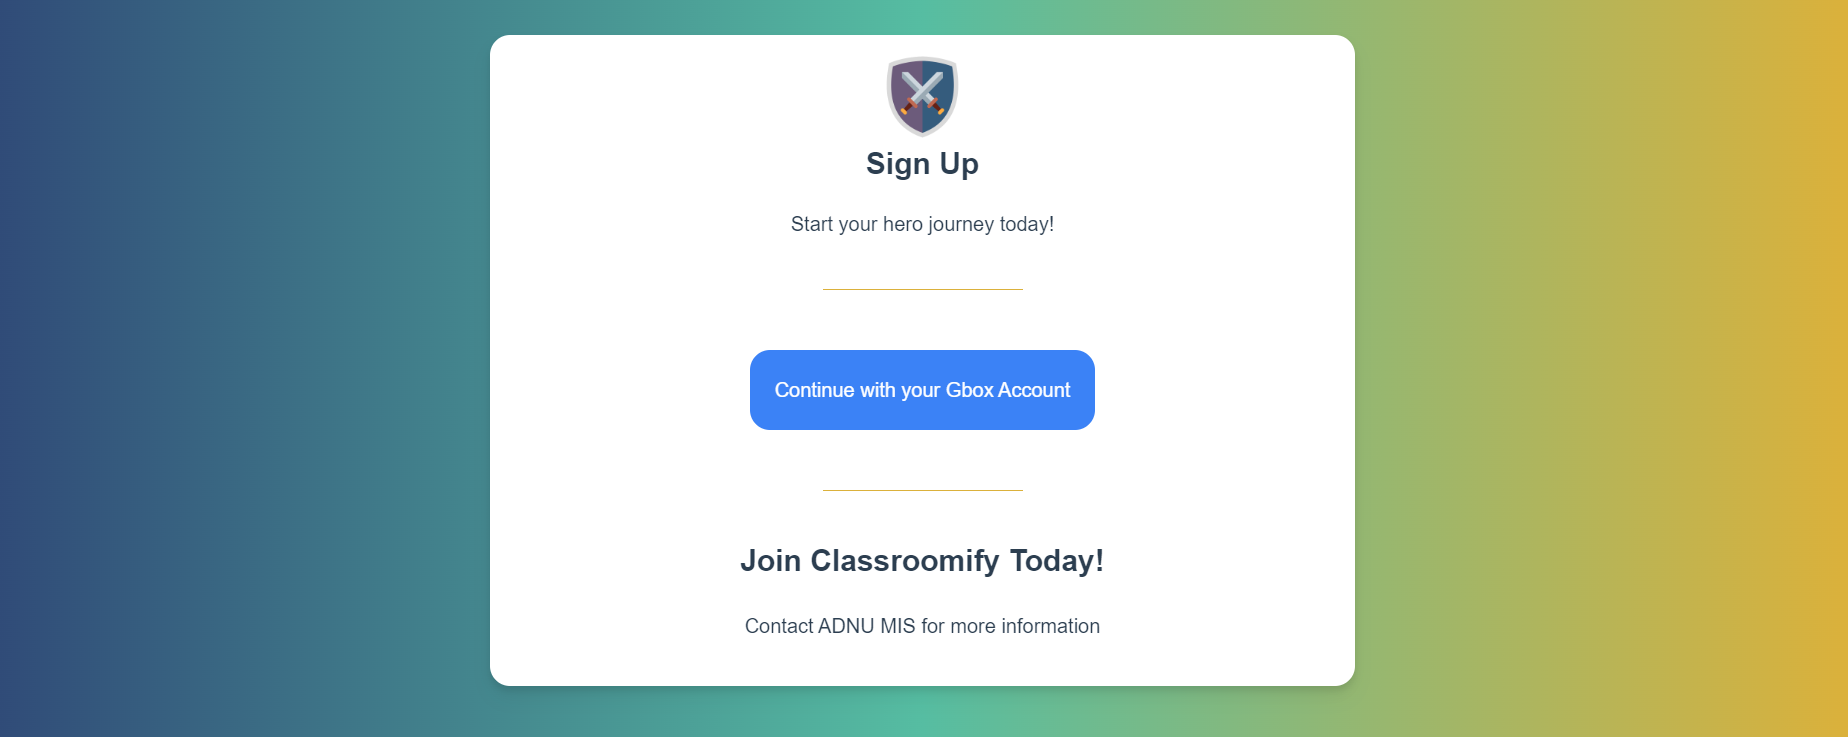 Sign Up
Start your hero journey today!
Continue with your Gbox Account
Join Classroomify Today!
Contact ADNU MIS for more information